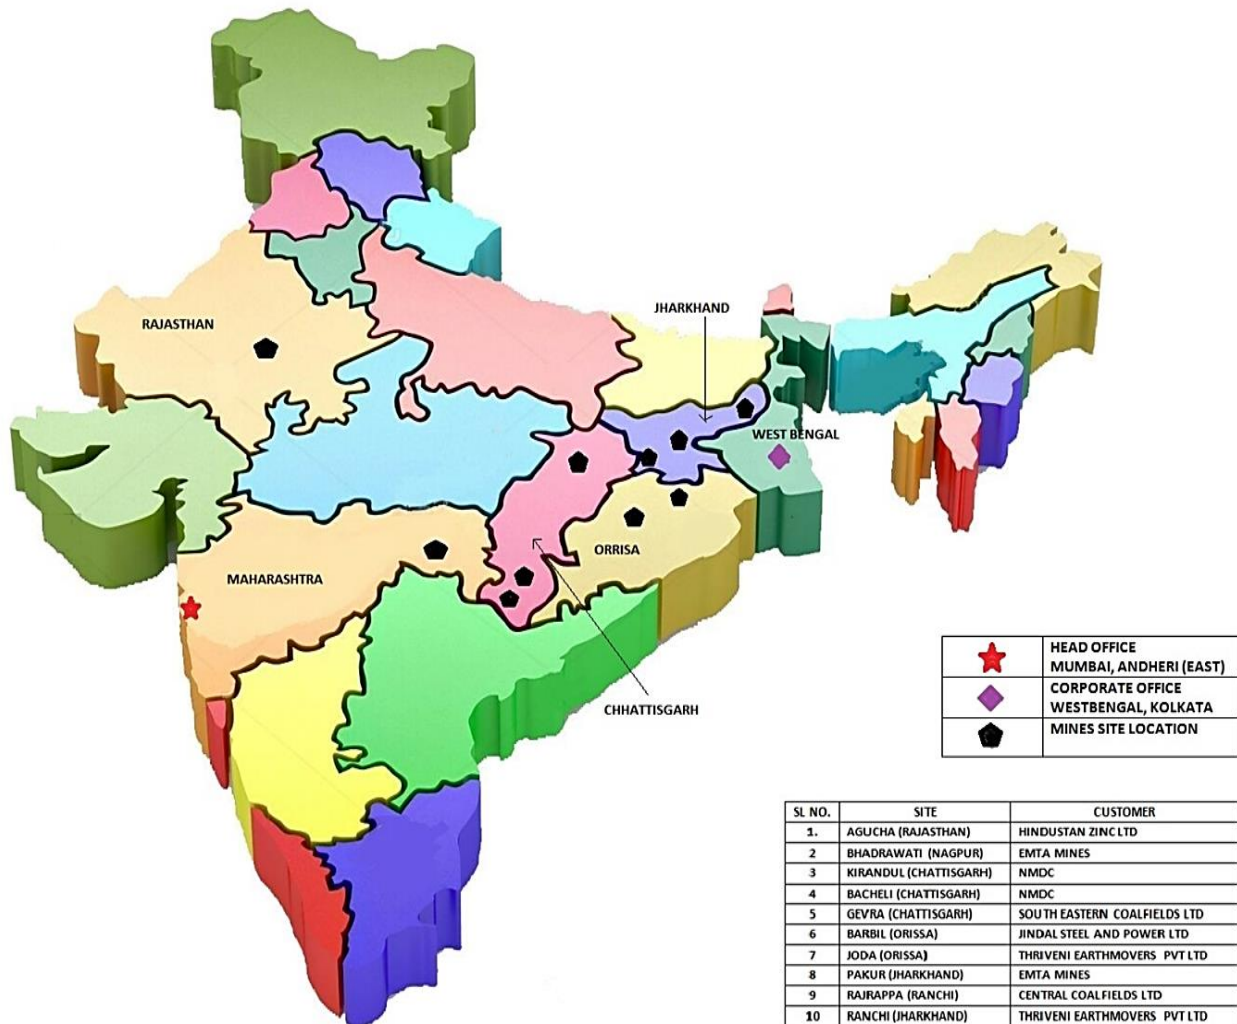 JHARKHAND
RAJASTHAN
WEST BENGAL
ORRISA
MAHARASHTRA
CHHATTISGARH
HEAD OFFICE
MUMBAI, ANDHERI (EAST)
CORPORATE OFFICE
WESTBENGAL, KOLKATA
MINES SITE LOCATION
SL NO. SITE CUSTOMER
1. AGUCHA (RAJASTHAN) HINDUSTAN ZINC LTD
2 BHADRAWATI (NAGPUR) EMTA MINES
3 KIRANDUL (CHATTISGARH) NMDC
4 BACHELI (CHATTISGARH) NMDC
5 GEVRA (CHATTISGARH) SOUTH EASTERN COALFIELDS LTD
6 BARBIL (ORISSA) JINDAL STEEL AND POWER LTD
7 JODA (ORISSA) THRIVENI EARTHMOVERS PVT LTD
8 PAKUR (JHARKHAND) EMTA MINES
9 RAJRAPPA (RANCHI) CENTRAL COALFIELDS LTD
10 RANCHI (JHARKHAND) THRIVENI EARTHMOVERS PVT LTD